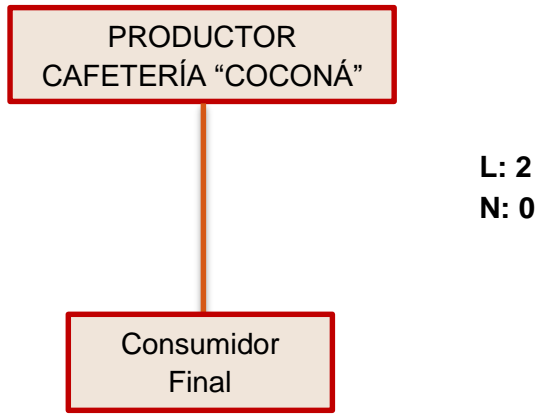 PRODUCTOR
CAFETERÍA “COCONÁ”
L: 2
N: 0
Consumidor
Final